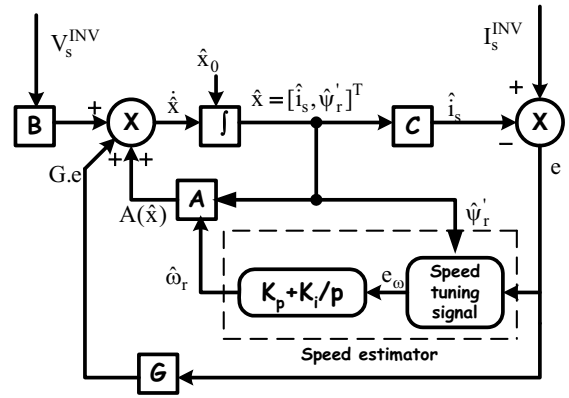 V_s^INV
I_s^INV
x̂_0
+
B
+
X
ẋ̂
∫
x̂ = [î_s, ψ̂'_r]^T
C
î_s
−
X
+ +
G.e
e
A(x̂)
A
ψ̂'_r
ω̂_r
K_p+K_i/p
e_ω
Speed
tuning
signal
Speed estimator
G